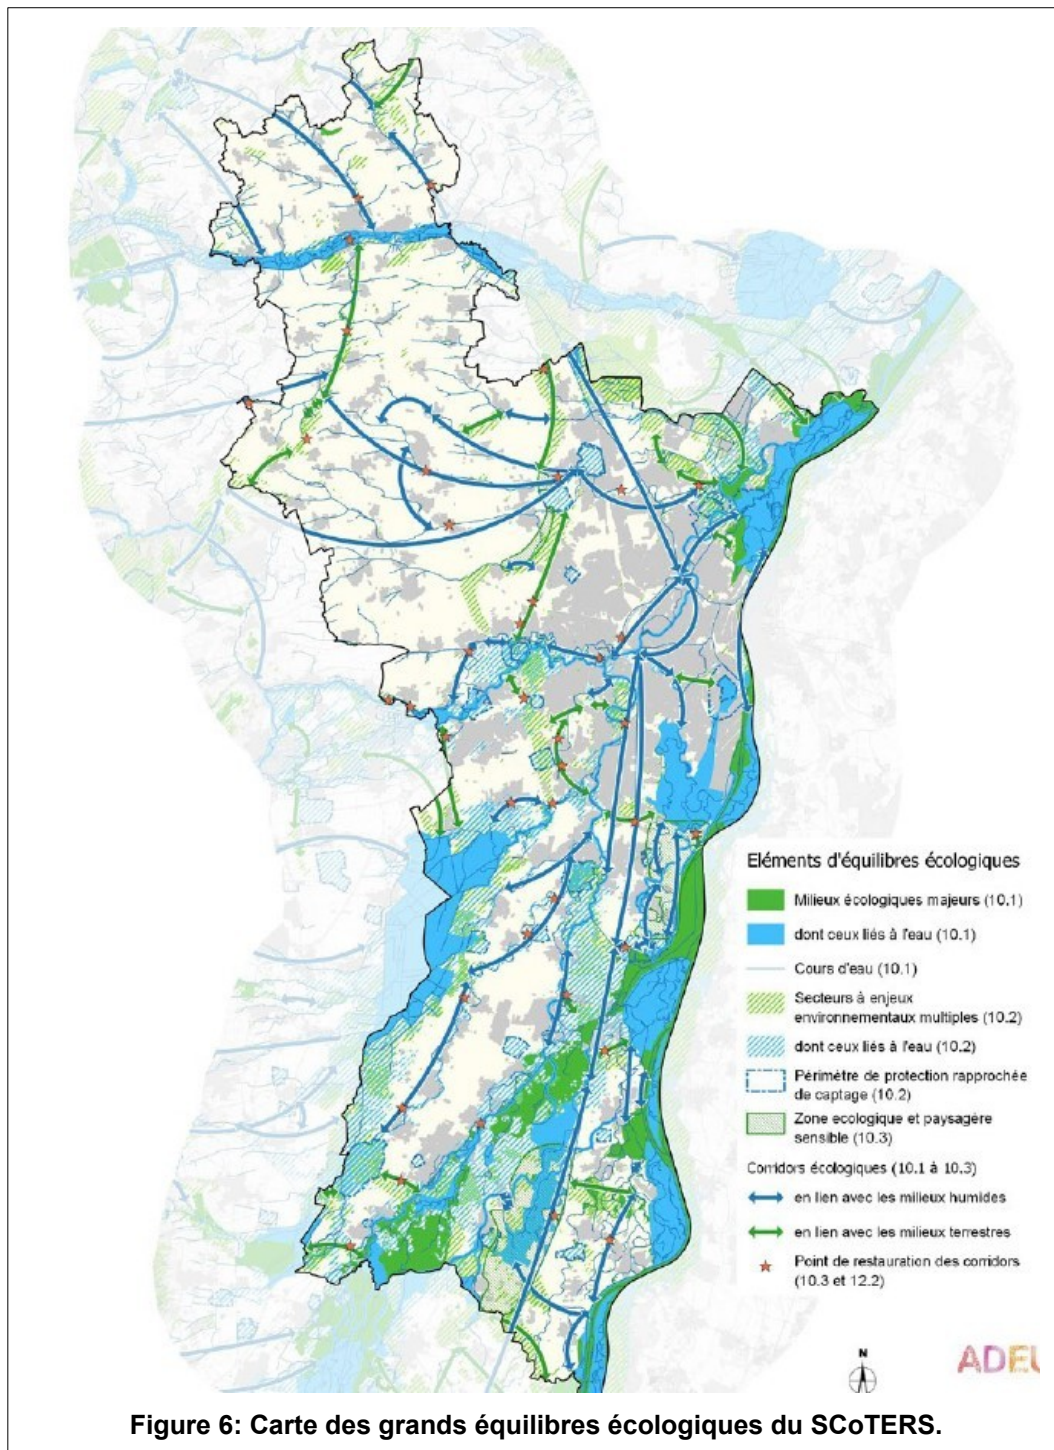 Eléments d'équilibres écologiques
Milieux écologiques majeurs (10.1)
dont ceux liés à l'eau (10.1)
Cours d'eau (10.1)
Secteurs à enjeux
environnementaux multiples (10.2)
dont ceux liés à l'eau (10.2)
Périmètre de protection rapprochée
de captage (10.2)
Zone ecologique et paysagère
sensible (10.3)
Corridors écologiques (10.1 à 10.3)
en lien avec les milieux humides
en lien avec les milieux terrestres
Point de restauration des corridors
(10.3 et 12.2)
N
ADEU
Figure 6: Carte des grands équilibres écologiques du SCoTERS.